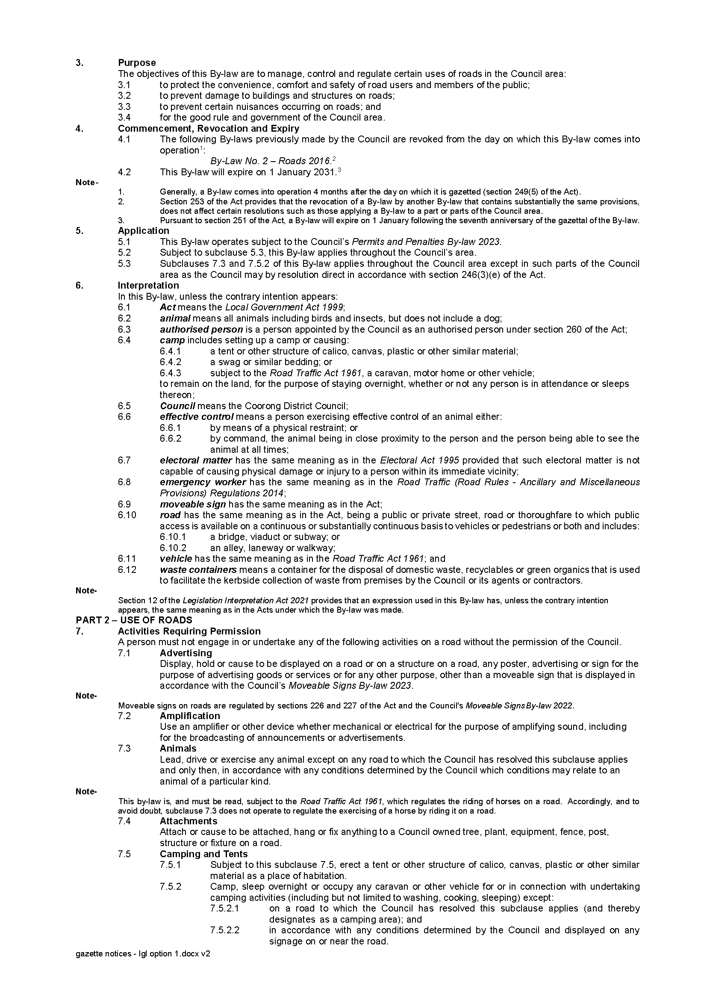 3. Purpose
The objectives of this By-law are to manage, control and regulate certain uses of roads in the Council area:
3.1 to protect the convenience, comfort and safety of road users and members of the public;
3.2 to prevent damage to buildings and structures on roads;
3.3 to prevent certain nuisances occurring on roads; and
3.4 for the good rule and government of the Council area.
4. Commencement, Revocation and Expiry
4.1 The following By-laws previously made by the Council are revoked from the day on which this By-law comes into
operation¹:
By-Law No. 2 – Roads 2016.²
4.2 This By-law will expire on 1 January 2031.³
Note-
1. Generally, a By-law comes into operation 4 months after the day on which it is gazetted (section 249(5) of the Act).
2. Section 253 of the Act provides that the revocation of a By-law by another By-law that contains substantially the same provisions,
does not affect certain resolutions such as those applying a By-law to a part or parts of the Council area.
3. Pursuant to section 251 of the Act, a By-law will expire on 1 January following the seventh anniversary of the gazettal of the By-law.
5. Application
5.1 This By-law operates subject to the Council's Permits and Penalties By-law 2023.
5.2 Subject to subclause 5.3, this By-law applies throughout the Council's area.
5.3 Subclauses 7.3 and 7.5.2 of this By-law applies throughout the Council area except in such parts of the Council
area as the Council may by resolution direct in accordance with section 246(3)(e) of the Act.
6. Interpretation
In this By-law, unless the contrary intention appears:
6.1 Act means the Local Government Act 1999;
6.2 animal means all animals including birds and insects, but does not include a dog;
6.3 authorised person is a person appointed by the Council as an authorised person under section 260 of the Act;
6.4 camp includes setting up a camp or causing:
6.4.1 a tent or other structure of calico, canvas, plastic or other similar material;
6.4.2 a swag or similar bedding; or
6.4.3 subject to the Road Traffic Act 1961, a caravan, motor home or other vehicle;
to remain on the land, for the purpose of staying overnight, whether or not any person is in attendance or sleeps
thereon;
6.5 Council means the Coorong District Council;
6.6 effective control means a person exercising effective control of an animal either:
6.6.1 by means of a physical restraint; or
6.6.2 by command, the animal being in close proximity to the person and the person being able to see the
animal at all times;
6.7 electoral matter has the same meaning as in the Electoral Act 1995 provided that such electoral matter is not
capable of causing physical damage or injury to a person within its immediate vicinity;
6.8 emergency worker has the same meaning as in the Road Traffic (Road Rules - Ancillary and Miscellaneous
Provisions) Regulations 2014;
6.9 moveable sign has the same meaning as in the Act;
6.10 road has the same meaning as in the Act, being a public or private street, road or thoroughfare to which public
access is available on a continuous or substantially continuous basis to vehicles or pedestrians or both and includes:
6.10.1 a bridge, viaduct or subway; or
6.10.2 an alley, laneway or walkway;
6.11 vehicle has the same meaning as in the Road Traffic Act 1961; and
6.12 waste containers means a container for the disposal of domestic waste, recyclables or green organics that is used
to facilitate the kerbside collection of waste from premises by the Council or its agents or contractors.
Note-
Section 12 of the Legislation Interpretation Act 2021 provides that an expression used in this By-law has, unless the contrary intention
appears, the same meaning as in the Acts under which the By-law was made.
PART 2 – USE OF ROADS
7. Activities Requiring Permission
A person must not engage in or undertake any of the following activities on a road without the permission of the Council.
7.1 Advertising
Display, hold or cause to be displayed on a road or on a structure on a road, any poster, advertising or sign for the
purpose of advertising goods or services or for any other purpose, other than a moveable sign that is displayed in
accordance with the Council's Moveable Signs By-law 2023.
Note-
Moveable signs on roads are regulated by sections 226 and 227 of the Act and the Council's Moveable Signs By-law 2022.
7.2 Amplification
Use an amplifier or other device whether mechanical or electrical for the purpose of amplifying sound, including
for the broadcasting of announcements or advertisements.
7.3 Animals
Lead, drive or exercise any animal except on any road to which the Council has resolved this subclause applies
and only then, in accordance with any conditions determined by the Council which conditions may relate to an
animal of a particular kind.
Note-
This by-law is, and must be read, subject to the Road Traffic Act 1961, which regulates the riding of horses on a road. Accordingly, and to
avoid doubt, subclause 7.3 does not operate to regulate the exercising of a horse by riding it on a road.
7.4 Attachments
Attach or cause to be attached, hang or fix anything to a Council owned tree, plant, equipment, fence, post,
structure or fixture on a road.
7.5 Camping and Tents
7.5.1 Subject to this subclause 7.5, erect a tent or other structure of calico, canvas, plastic or other similar
material as a place of habitation.
7.5.2 Camp, sleep overnight or occupy any caravan or other vehicle for or in connection with undertaking
camping activities (including but not limited to washing, cooking, sleeping) except:
7.5.2.1 on a road to which the Council has resolved this subclause applies (and thereby
designates as a camping area); and
7.5.2.2 in accordance with any conditions determined by the Council and displayed on any
signage on or near the road.
gazette notices - lgl option 1.docx v2